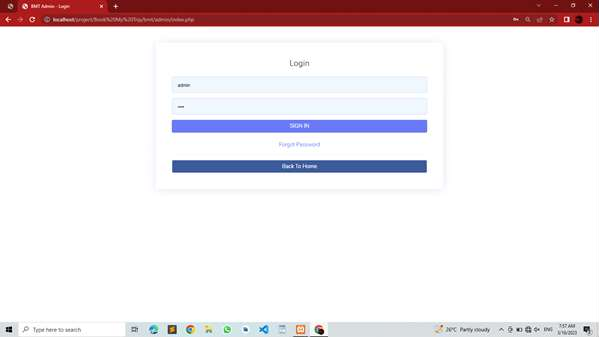 BMT Admin - Login
localhost/project/Book%20My%20Trip/bmt/admin/index.php
Login
admin
••••
SIGN IN
Forgot Password
Back To Home
Type here to search
26°C Partly cloudy
ENG
7:57 AM
3/16/2023